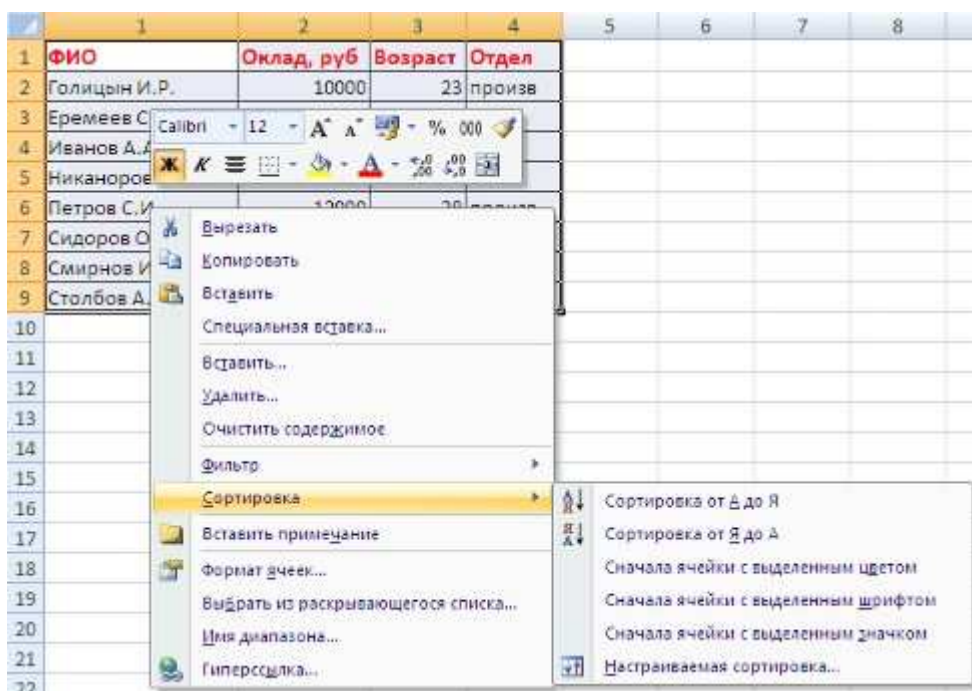 1 2 3 4 5 6 7 8
1 ФИО Оклад, руб Возраст Отдел
2 Голицын И.Р. 10000 23 произв
3 Еремеев С
Calibri 12 A A % 000
4 Иванов А.А
Ж К A
5 Никаноров
6 Петров С.И 12000 28 произв
7 Сидоров О
8 Смирнов И
9 Столбов А.
10
11
12
13
14
15
16
17
18
19
20
21
22
Вырезать
Копировать
Вставить
Специальная вставка...
Вставить...
Удалить...
Очистить содержимое
Фильтр
Сортировка
Вставить примечание
Формат ячеек...
Выбрать из раскрывающегося списка...
Имя диапазона...
Гиперссылка...
Сортировка от А до Я
Сортировка от Я до А
Сначала ячейки с выделенным цветом
Сначала ячейки с выделенным шрифтом
Сначала ячейки с выделенным значком
Настраиваемая сортировка...